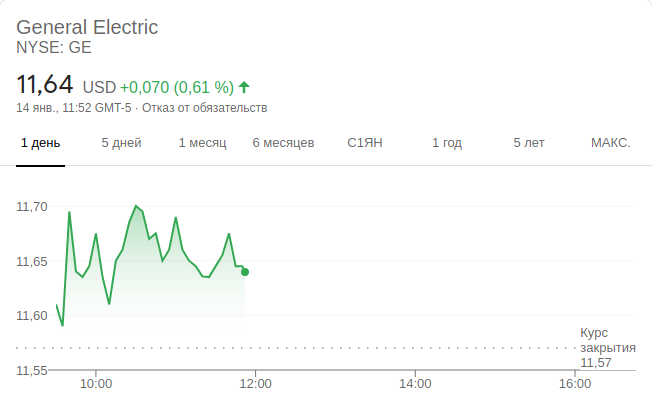 General Electric
NYSE: GE
11,64 USD +0,070 (0,61 %)
14 янв., 11:52 GMT-5 · Отказ от обязательств
1 день 5 дней 1 месяц 6 месяцев С1ЯН 1 год 5 лет МАКС.
11,70
11,65
11,60
Курс
закрытия
11,57
11,55
10:00 12:00 14:00 16:00